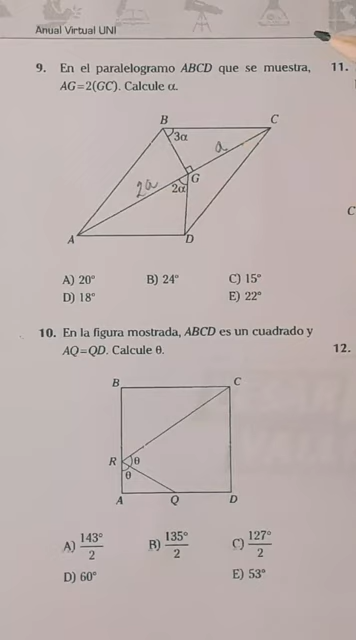 Anual Virtual UNI
9. En el paralelogramo ABCD que se muestra,
AG=2(GC). Calcule α.
B
C
3α
a
G
2a
2α
A
D
A) 20°
B) 24°
C) 15°
D) 18°
E) 22°
10. En la figura mostrada, ABCD es un cuadrado y
AQ=QD. Calcule θ.
B
C
R
θ
θ
A
Q
D
A) 143°/2
B) 135°/2
C) 127°/2
D) 60°
E) 53°
11.
C
12.